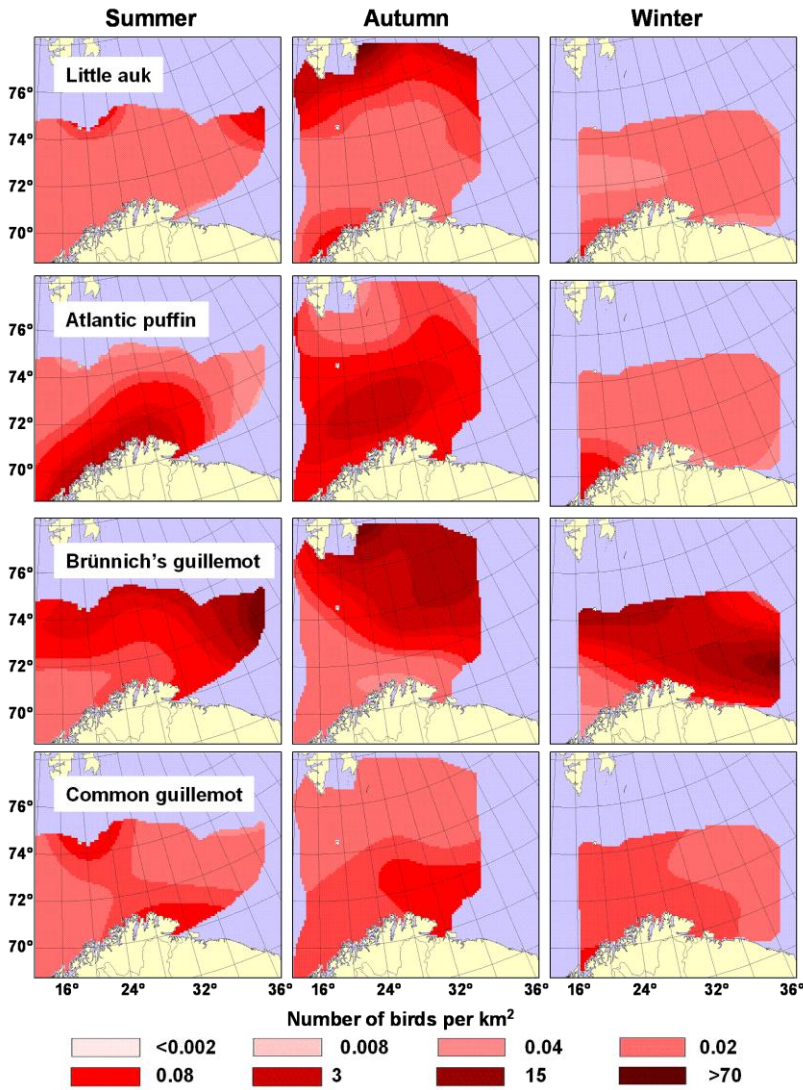 Summer Autumn Winter
Little auk
76°
74°
72°
70°
Atlantic puffin
76°
74°
72°
70°
Brünnich's guillemot
76°
74°
72°
70°
Common guillemot
76°
74°
72°
70°
16° 24° 32° 36° 16° 24° 32° 36° 16° 24° 32° 36°
Number of birds per km²
<0.002 0.008 0.04 0.02
0.08 3 15 >70